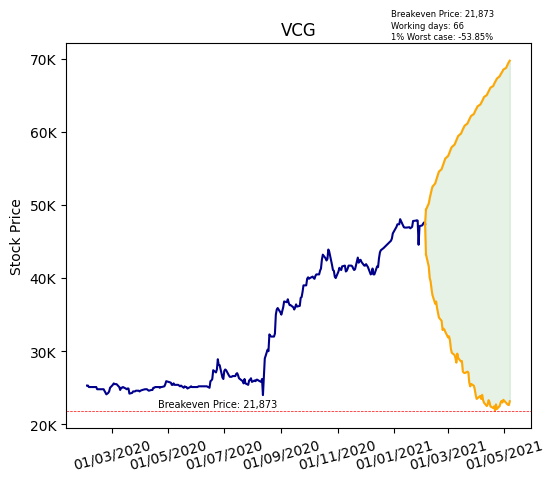 Breakeven Price: 21,873
Working days: 66
1% Worst case: -53.85%
VCG
70K
60K
50K
40K
30K
20K
Stock Price
Breakeven Price: 21,873
01/03/2020
01/05/2020
01/07/2020
01/09/2020
01/11/2020
01/01/2021
01/03/2021
01/05/2021